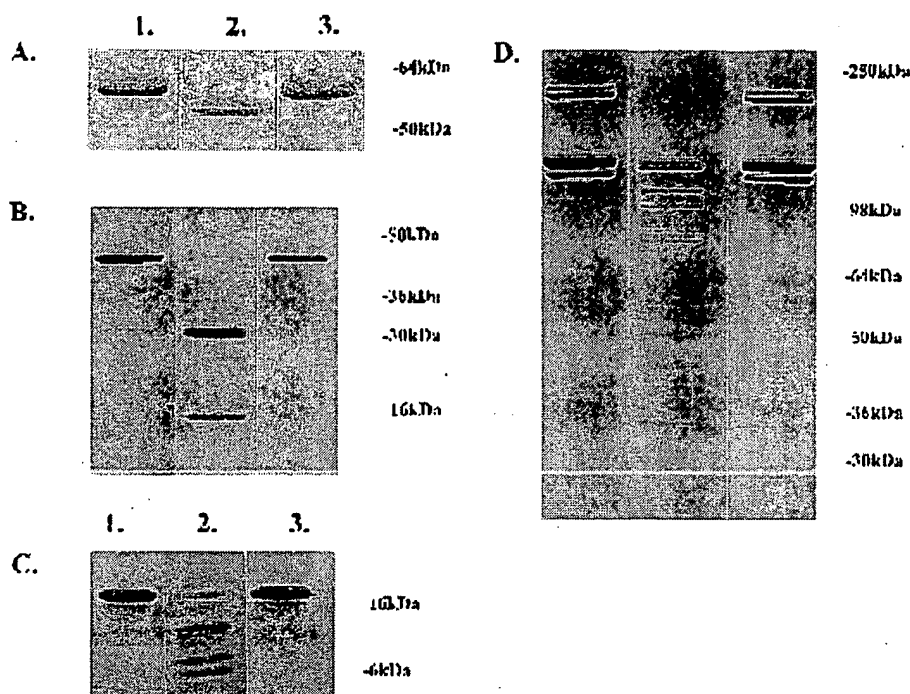 1. 2. 3.
A.
-64kDa
-50kDa
B.
-50kDa
-36kDa
-30kDa
16kDa
1. 2. 3.
C.
16kDa
-6kDa
D.
-250kDa
98kDa
-64kDa
50kDa
-36kDa
-30kDa